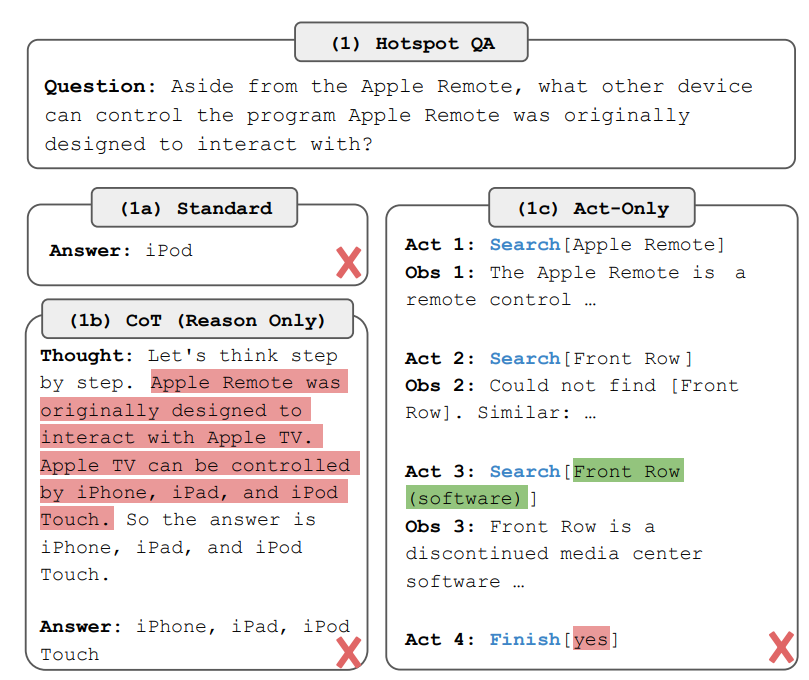 (1) Hotspot QA
Question: Aside from the Apple Remote, what other device
can control the program Apple Remote was originally
designed to interact with?
(1a) Standard
Answer: iPod
(1b) CoT (Reason Only)
Thought: Let's think step
by step. Apple Remote was
originally designed to
interact with Apple TV.
Apple TV can be controlled
by iPhone, iPad, and iPod
Touch. So the answer is
iPhone, iPad, and iPod
Touch.
Answer: iPhone, iPad, iPod
Touch
(1c) Act-Only
Act 1: Search[Apple Remote]
Obs 1: The Apple Remote is a
remote control …
Act 2: Search[Front Row]
Obs 2: Could not find [Front
Row]. Similar: …
Act 3: Search[Front Row
(software)]
Obs 3: Front Row is a
discontinued media center
software …
Act 4: Finish[yes]